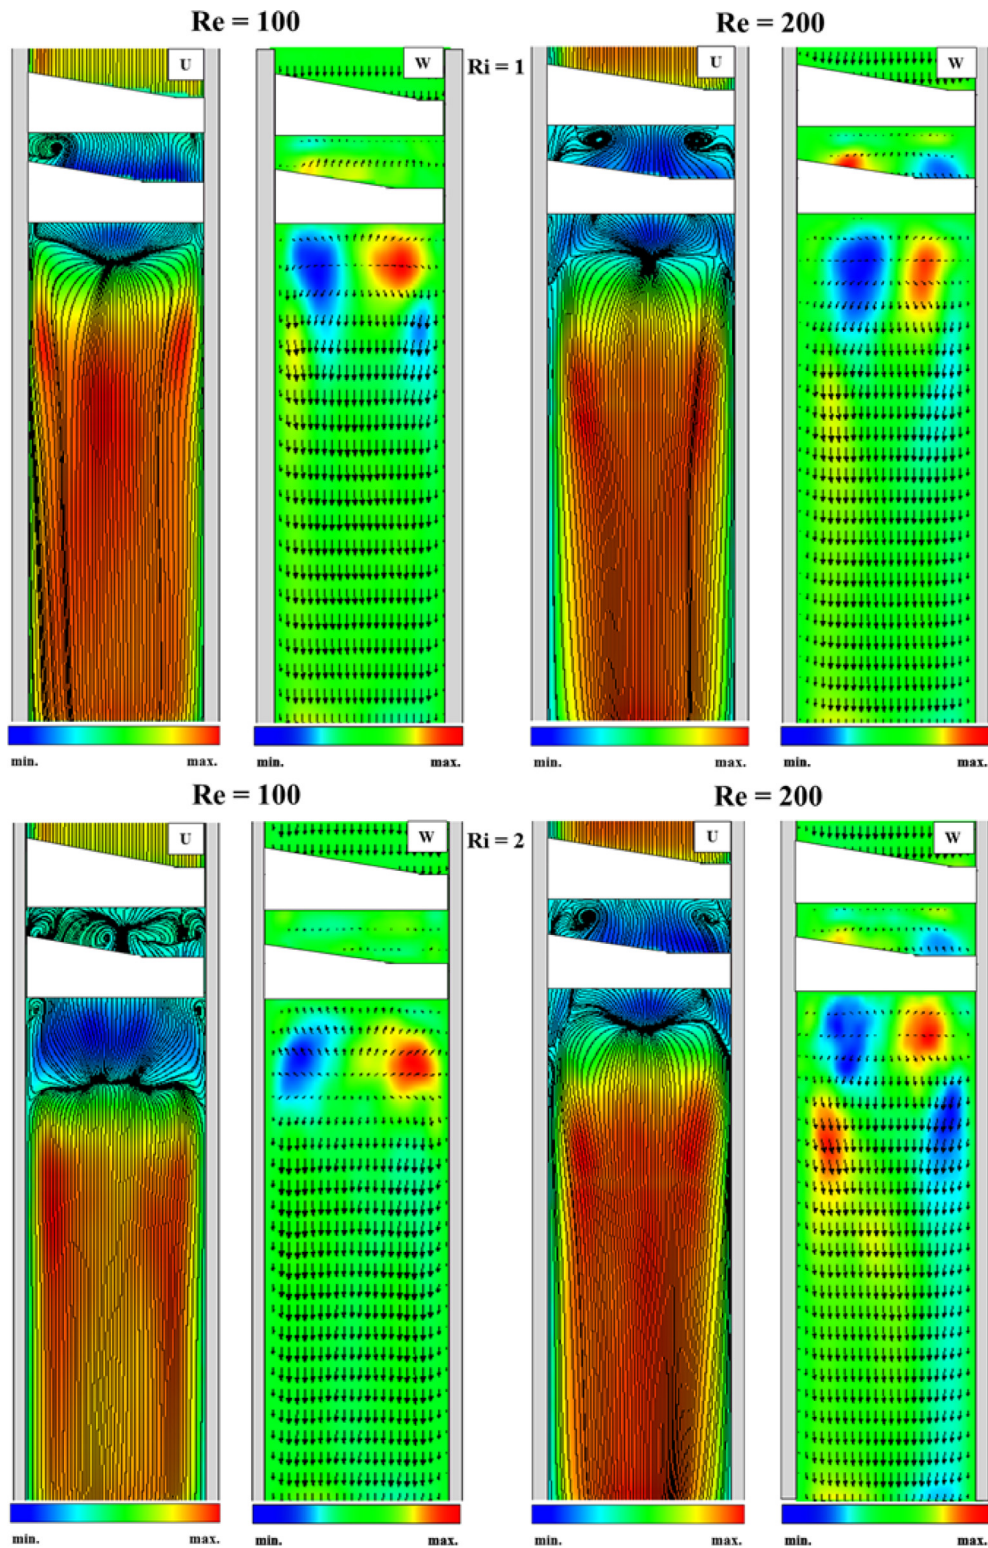 Re = 100
Re = 200
U
W
Ri = 1
U
W
min.
max.
min.
max.
min.
max.
min.
max.
Re = 100
Re = 200
U
W
Ri = 2
U
W
min.
max.
min.
max.
min.
max.
min.
max.